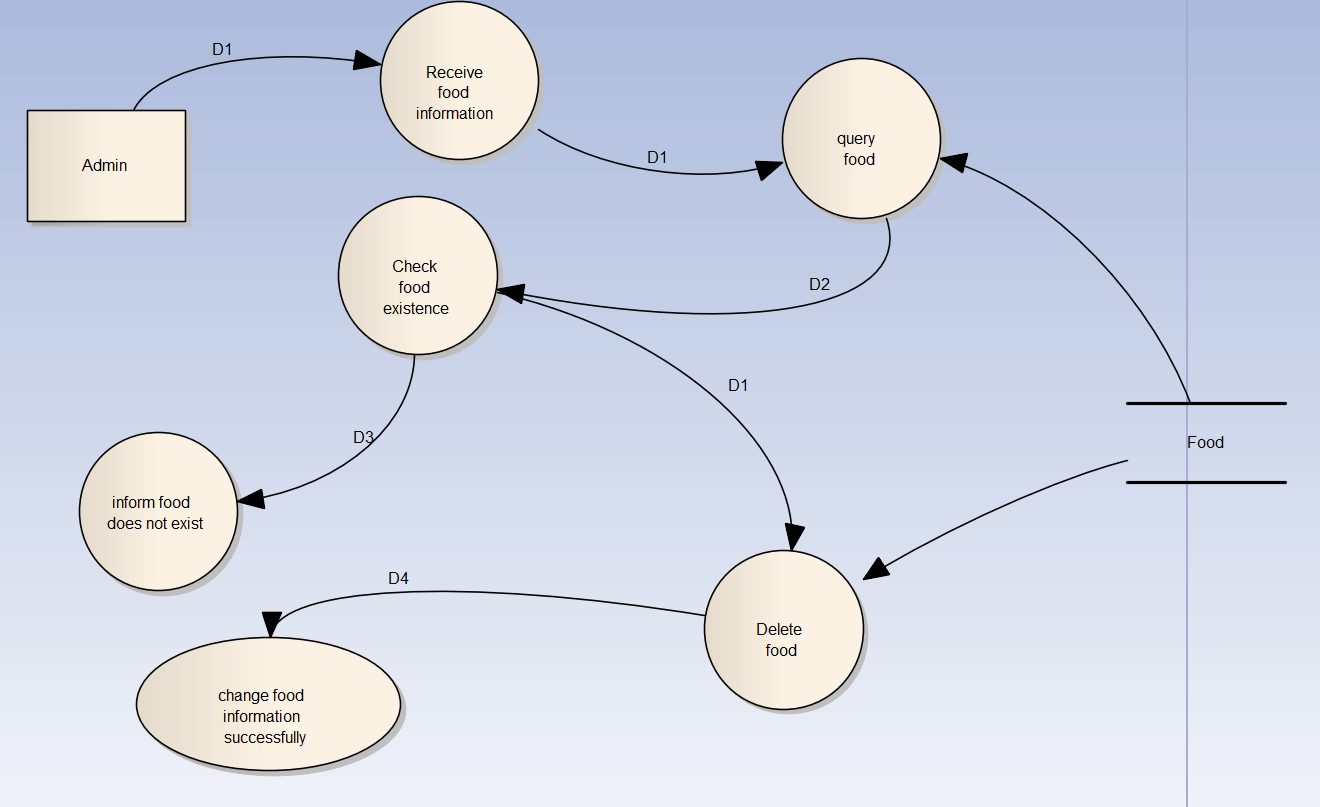 D1
Receive
food
information
Admin
D1
query
food
Check
food
existence
D2
D1
D3
Food
inform food
does not exist
D4
Delete
food
change food
information
successfully